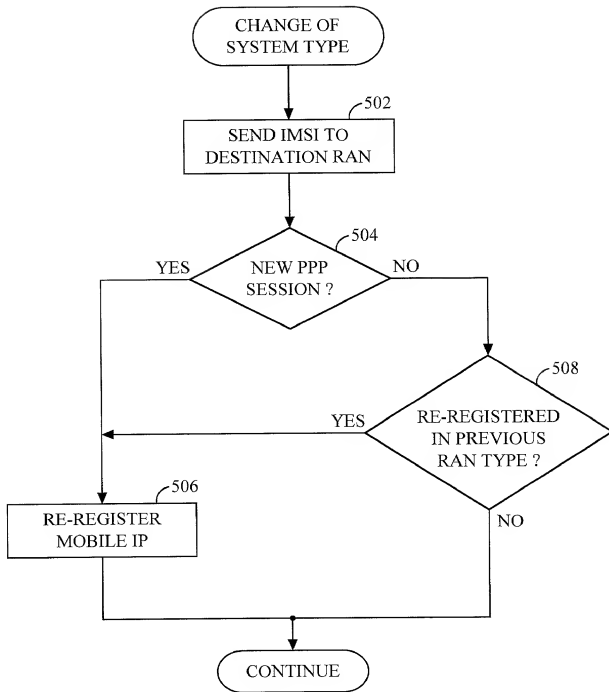 CHANGE OF
SYSTEM TYPE
502
SEND IMSI TO
DESTINATION RAN
504
YES
NEW PPP
SESSION ?
NO
508
YES
RE-REGISTERED
IN PREVIOUS
RAN TYPE ?
506
RE-REGISTER
MOBILE IP
NO
CONTINUE